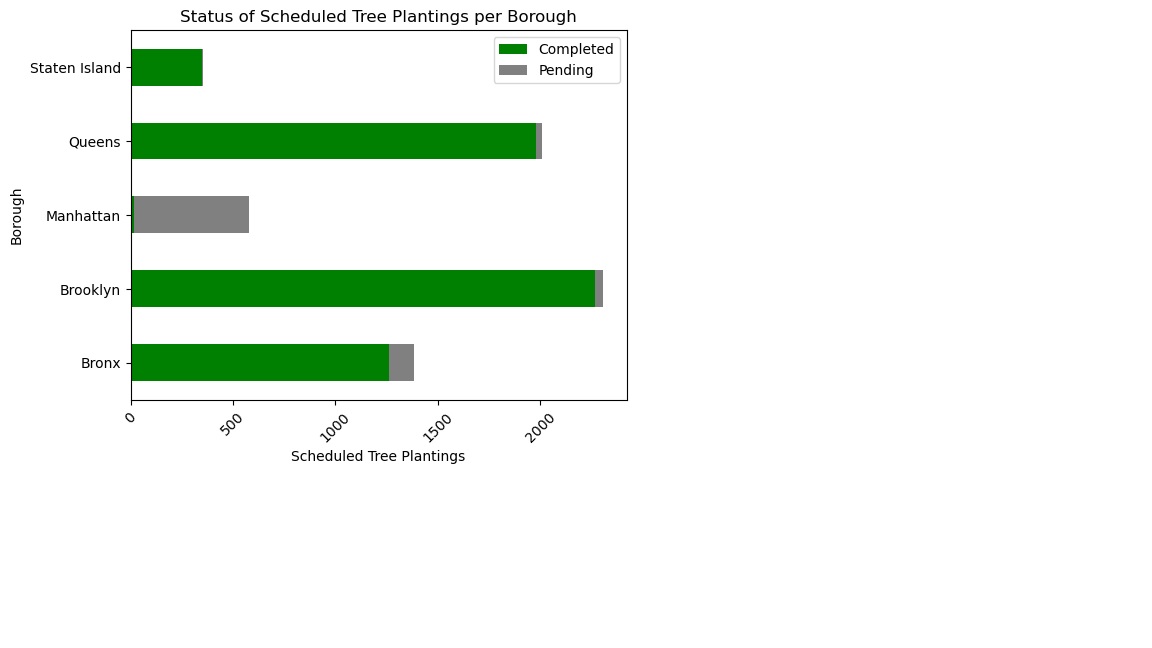 Status of Scheduled Tree Plantings per Borough
Completed
Pending
Staten Island
Queens
Manhattan
Brooklyn
Bronx
Borough
0
500
1000
1500
2000
Scheduled Tree Plantings